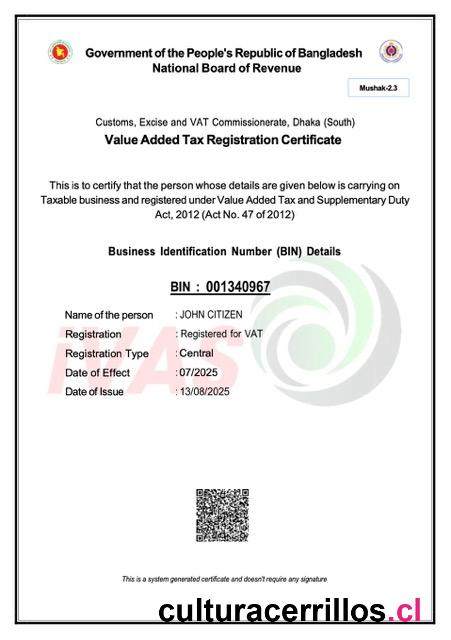 Government of the People's Republic of Bangladesh
National Board of Revenue
Mushak-2.3
Customs, Excise and VAT Commissionerate, Dhaka (South)
Value Added Tax Registration Certificate
This is to certify that the person whose details are given below is carrying on
Taxable business and registered under Value Added Tax and Supplementary Duty
Act, 2012 (Act No. 47 of 2012)
Business Identification Number (BIN) Details
BIN : 001340967
Name of the person : JOHN CITIZEN
Registration : Registered for VAT
Registration Type : Central
Date of Effect : 07/2025
Date of Issue : 13/08/2025
iVAS
This is a system generated certificate and doesn't require any signature
culturacerrillos.cl